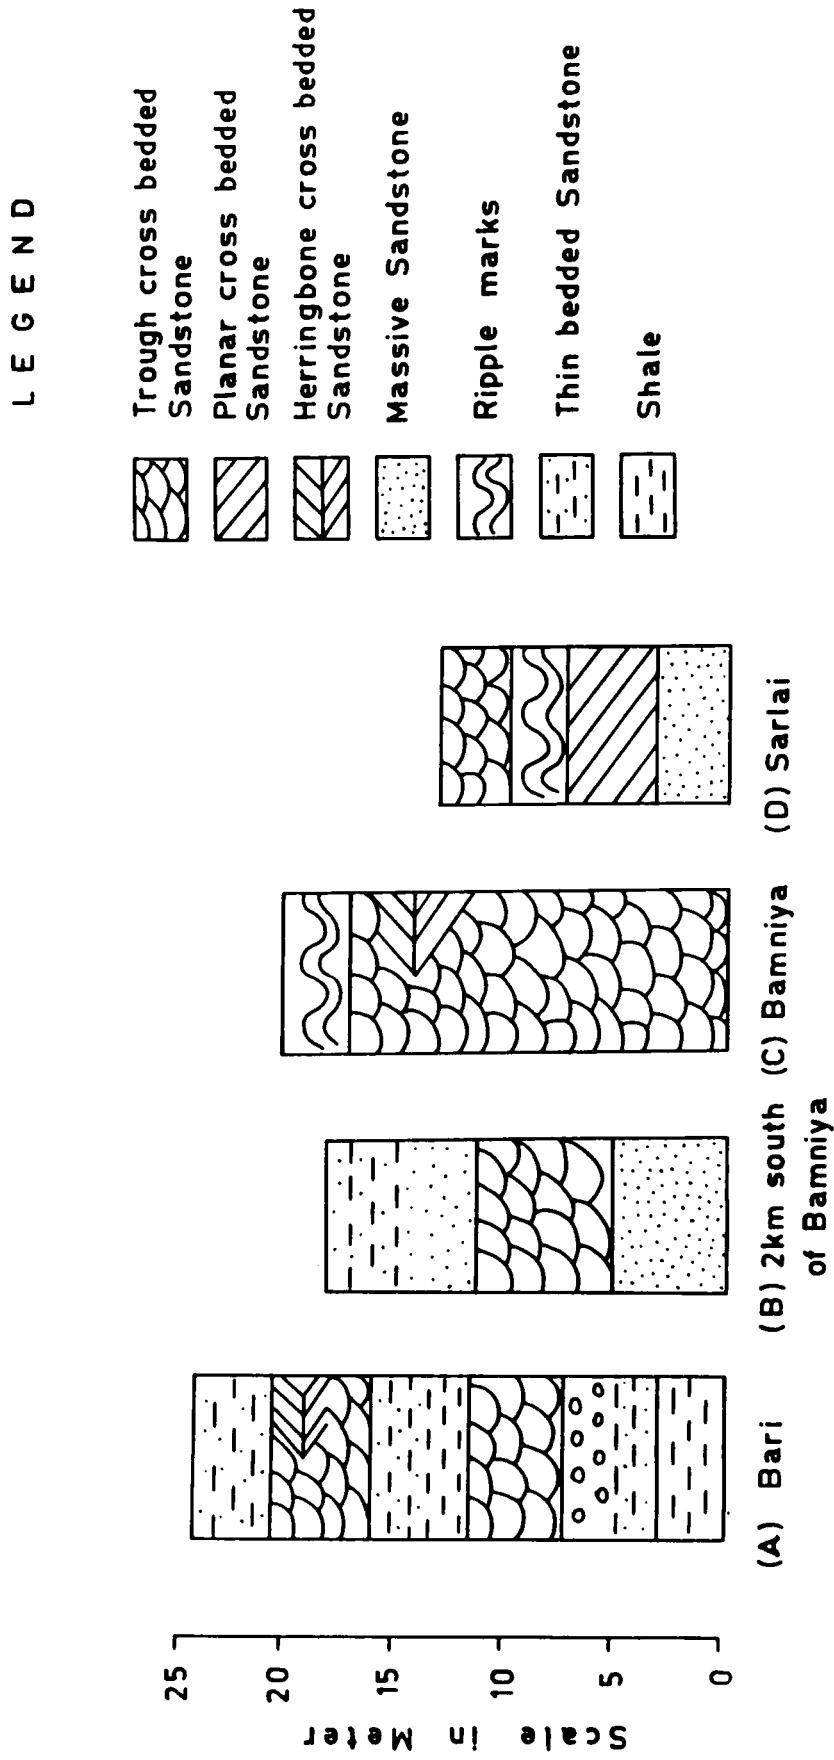 LEGEND
Trough cross bedded
Sandstone
Planar cross bedded
Sandstone
Herringbone cross bedded
Sandstone
Massive Sandstone
Ripple marks
Thin bedded Sandstone
Shale
Scale in Meter
25
20
15
10
5
0
(A) Bari
(B) 2km south
of Bamniya
(C) Bamniya
(D) Sarlai